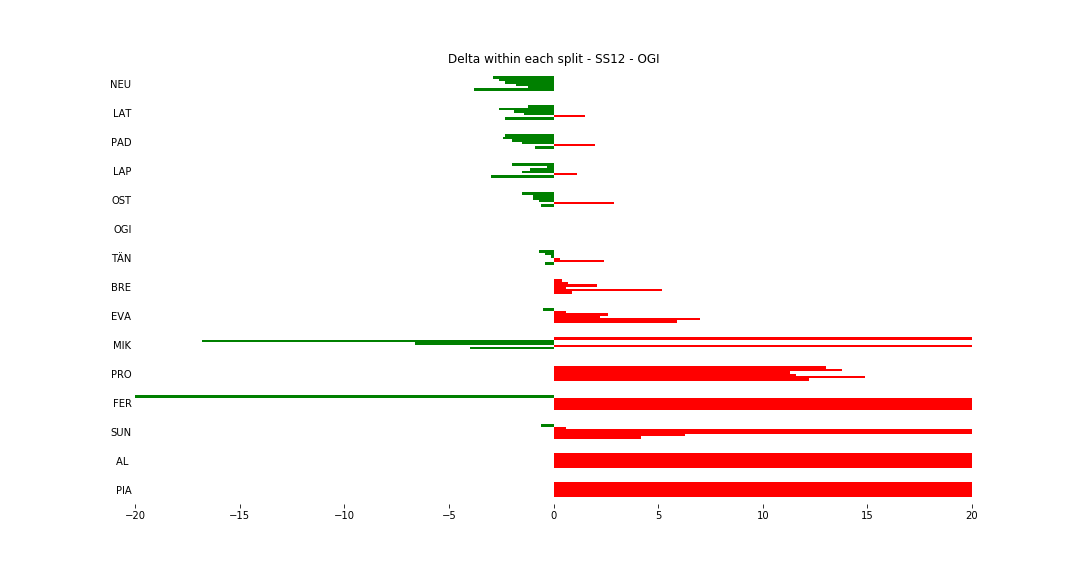 Delta within each split - SS12 - OGI
NEU
LAT
PAD
LAP
OST
OGI
TÄN
BRE
EVA
MIK
PRO
FER
SUN
AL
PIA
−20 −15 −10 −5 0 5 10 15 20